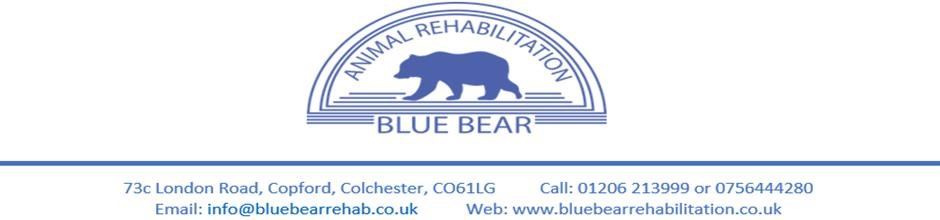 ANIMAL REHABILITATION
BLUE BEAR
73c London Road, Copford, Colchester, CO61LG Call: 01206 213999 or 0756444280
Email: info@bluebearrehab.co.uk Web: www.bluebearrehabilitation.co.uk